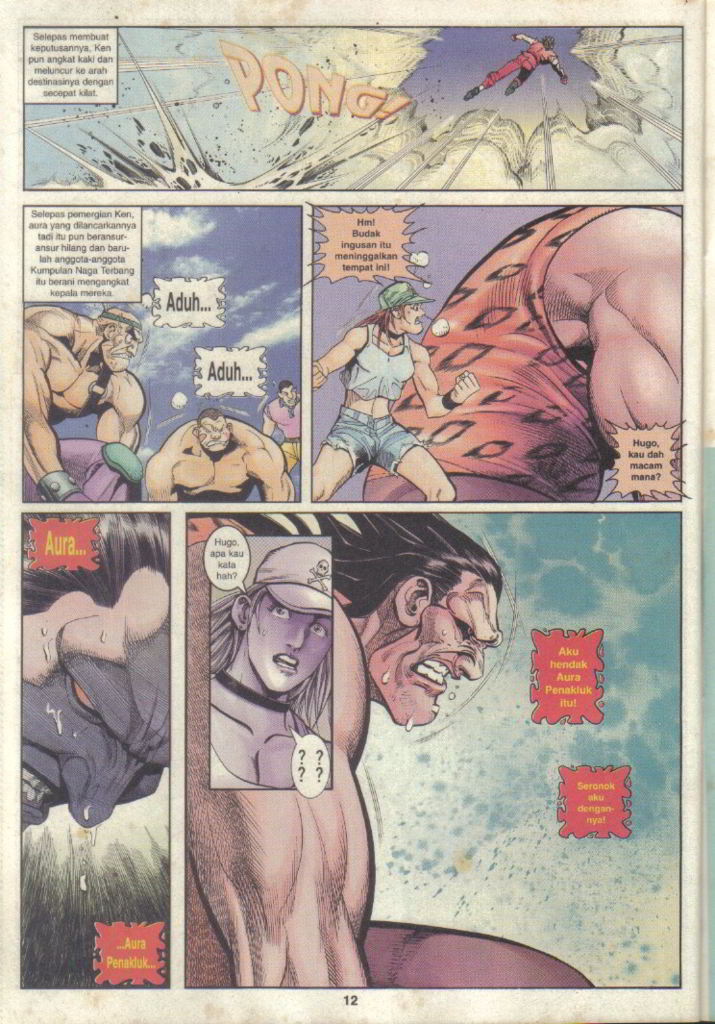 Selepas membuat
keputusannya, Ken
pun angkat kaki dan
meluncur ke arah
destinasinya dengan
secepat kilat.
PONG!
Selepas pemergian Ken,
aura yang dilancarkannya
tadi itu pun beransur-
ansur hilang dan baru-
lah anggota-anggota
Kumpulan Naga Terbang
itu berani mengangkat
kepala mereka.
Aduh...
Aduh...
Hm!
Budak
ingusan itu
meninggalkan
tempat ini!
Hugo,
kau dah
macam
mana?
Aura...
...Aura
Penakluk...
Hugo,
apa kau
kata
hah?
? ?
? ?
Aku
hendak
Aura
Penakluk
itu!
Seronok
aku
dengan-
nya!
12